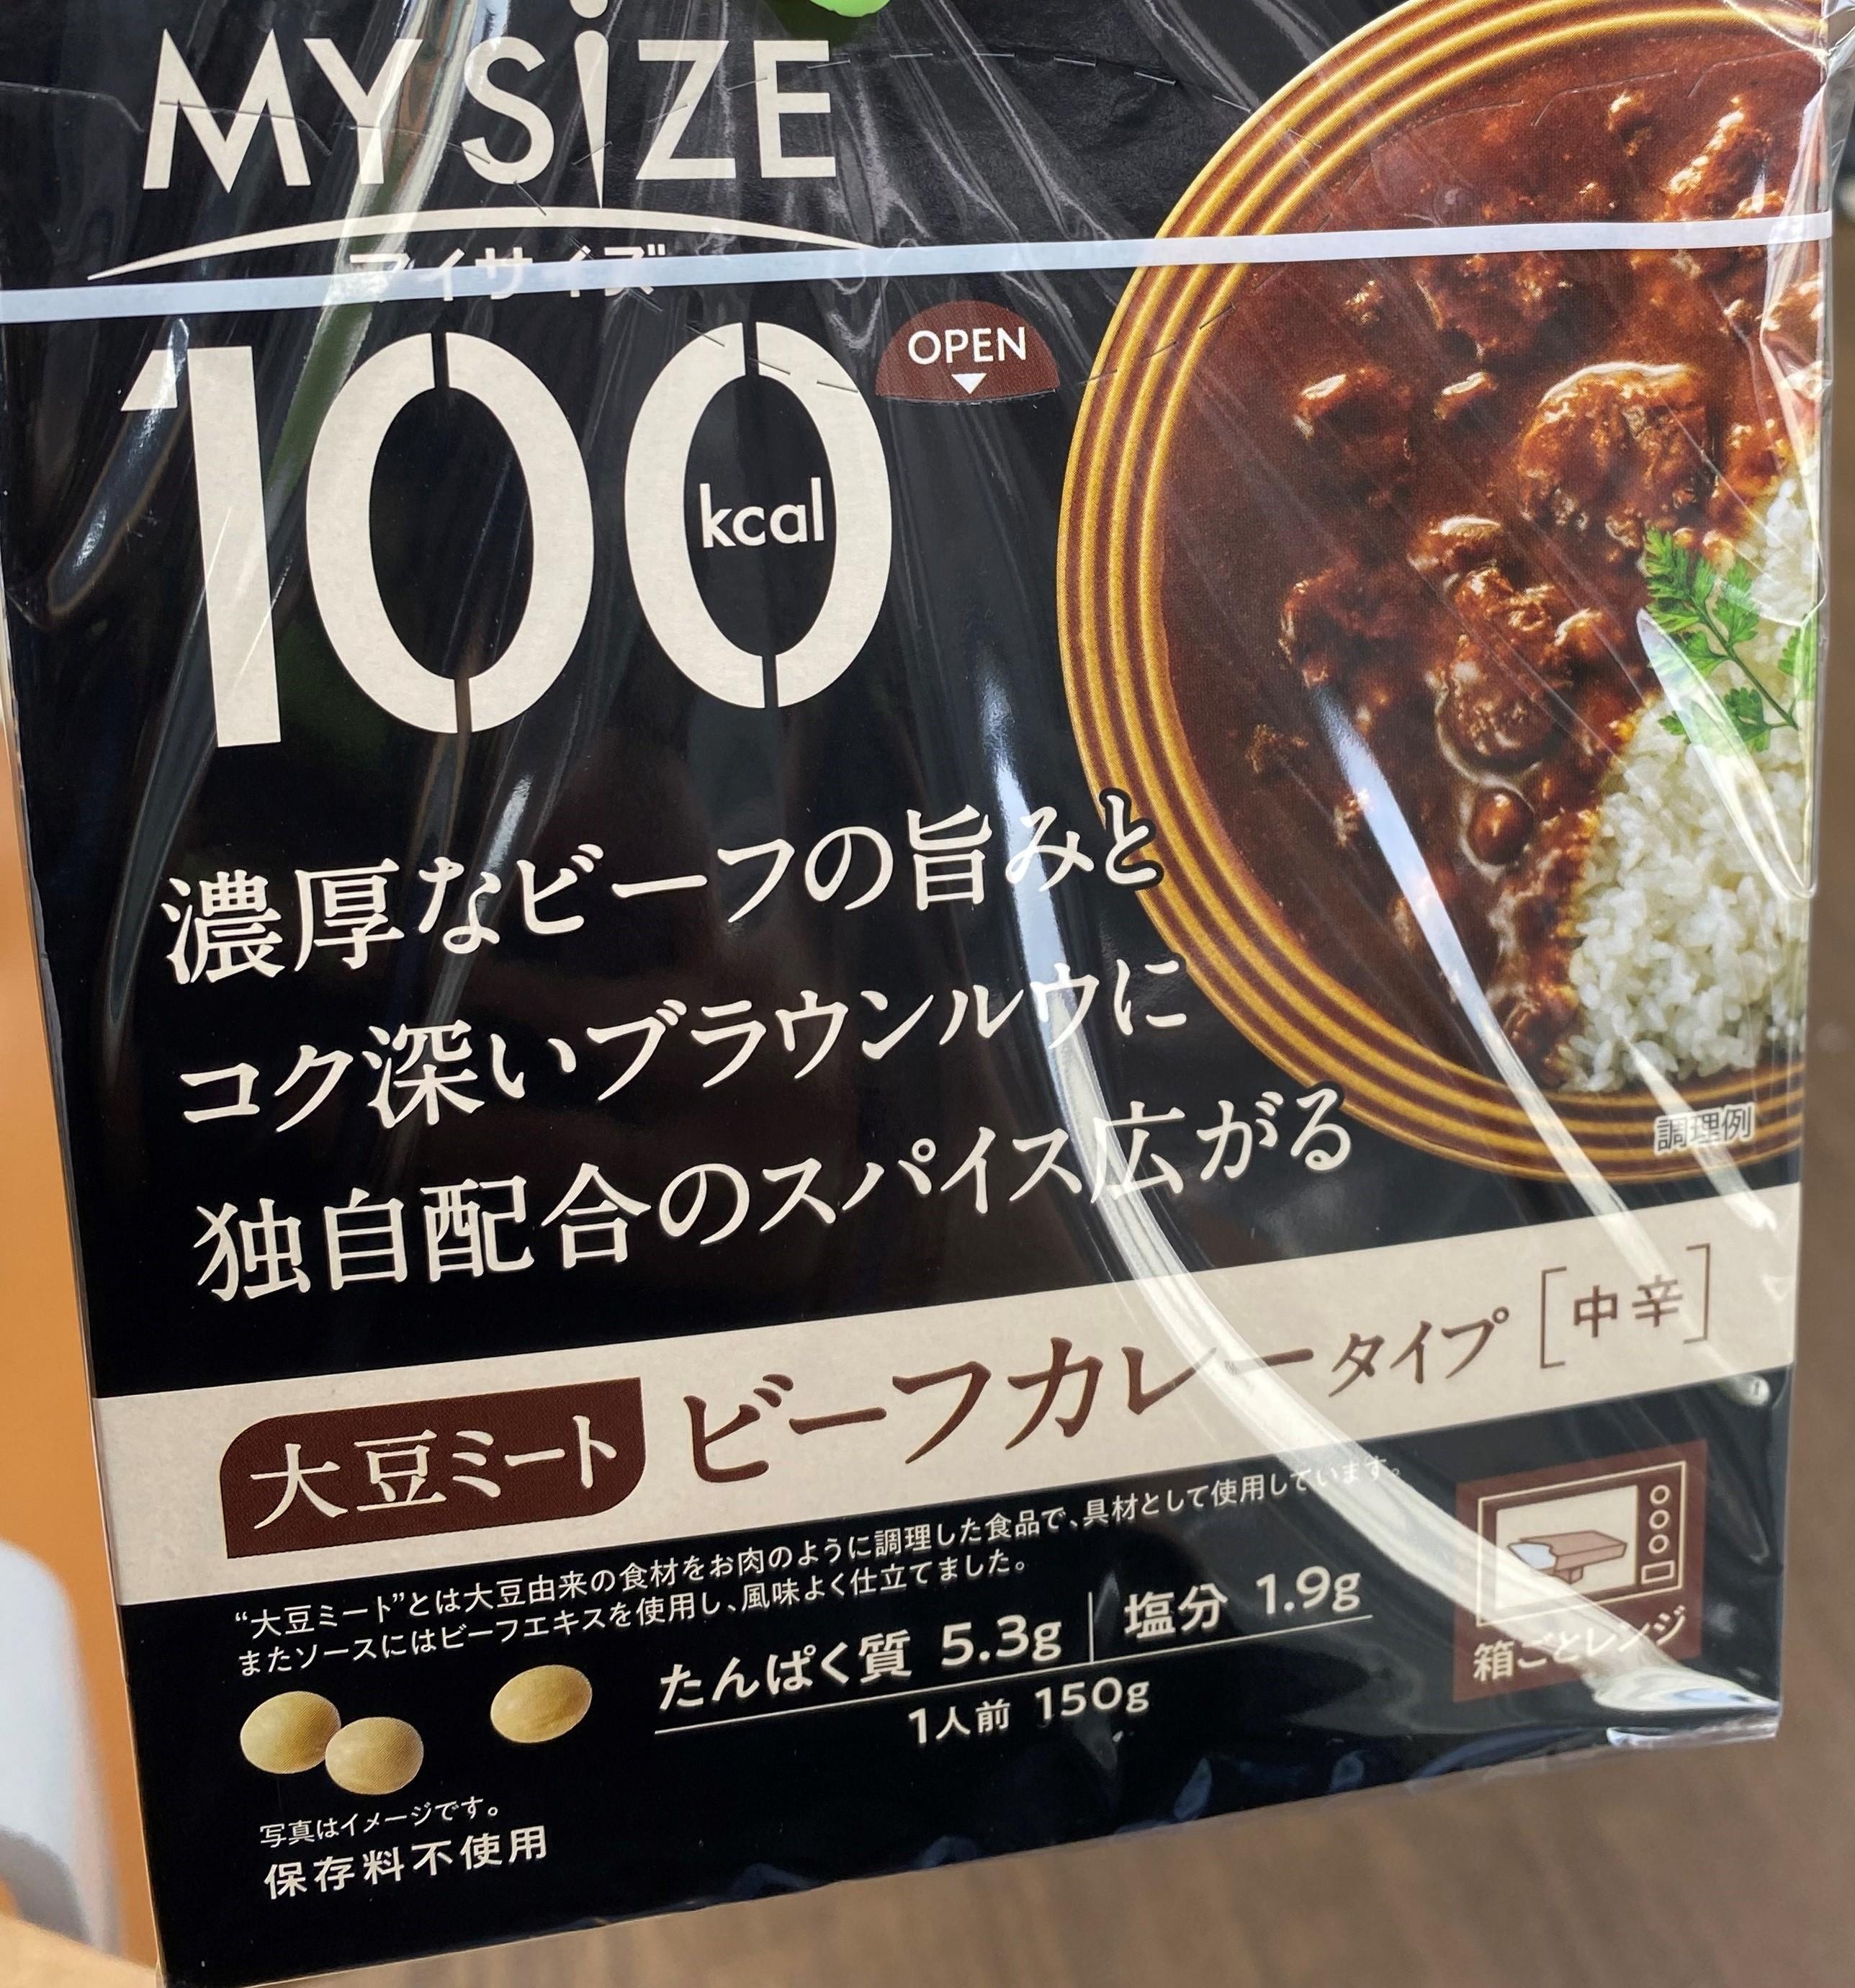 MY SiZE
マイサイズ
100
kcal
OPEN
濃厚なビーフの旨みと
コク深いブラウンルウに
独自配合のスパイス広がる
調理例
大豆ミート ビーフカレータイプ [中辛]
“大豆ミート”とは大豆由来の食材をお肉のように調理した食品で、具材として使用しています。
またソースにはビーフエキスを使用し、風味よく仕立てました。
たんぱく質 5.3g | 塩分 1.9g
1人前 150g
箱ごとレンジ
写真はイメージです。
保存料不使用